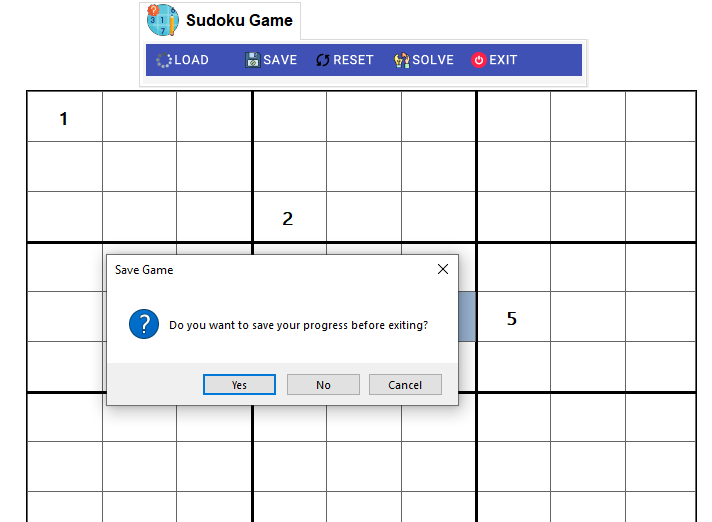 Sudoku Game
LOAD SAVE RESET SOLVE EXIT
1
2
Save Game
Do you want to save your progress before exiting?
5
Yes No Cancel